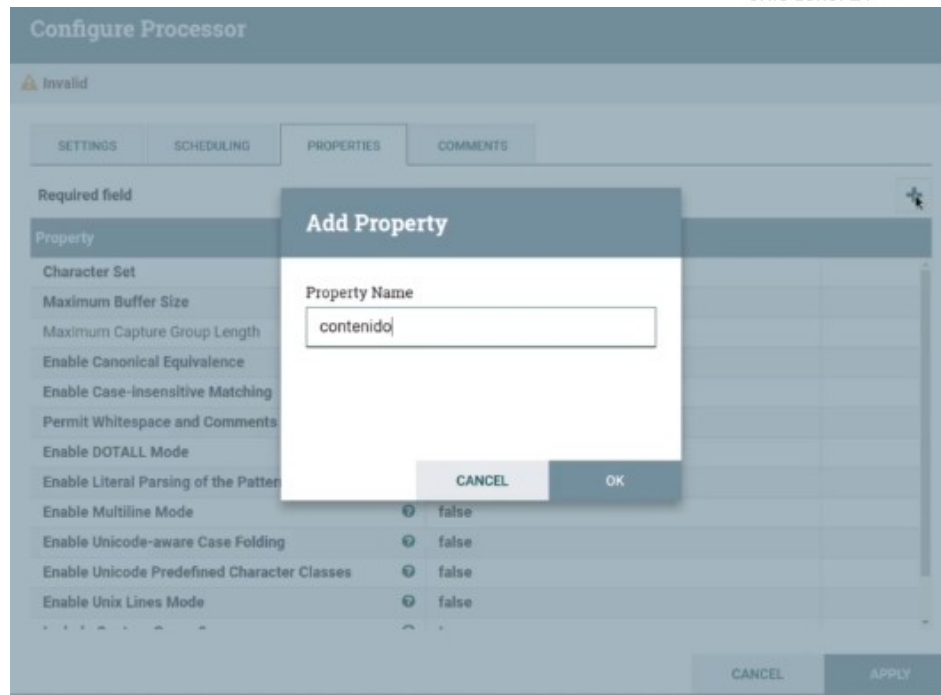 Configure Processor
Invalid
SETTINGS SCHEDULING PROPERTIES COMMENTS
Required field
Property
Add Property
Property Name
contenido
CANCEL OK
Character Set
Maximum Buffer Size
Maximum Capture Group Length
Enable Canonical Equivalence
Enable Case-insensitive Matching
Permit Whitespace and Comments
Enable DOTALL Mode
Enable Literal Parsing of the Patter
Enable Multiline Mode false
Enable Unicode-aware Case Folding false
Enable Unicode Predefined Character Classes false
Enable Unix Lines Mode false
CANCEL APPLY